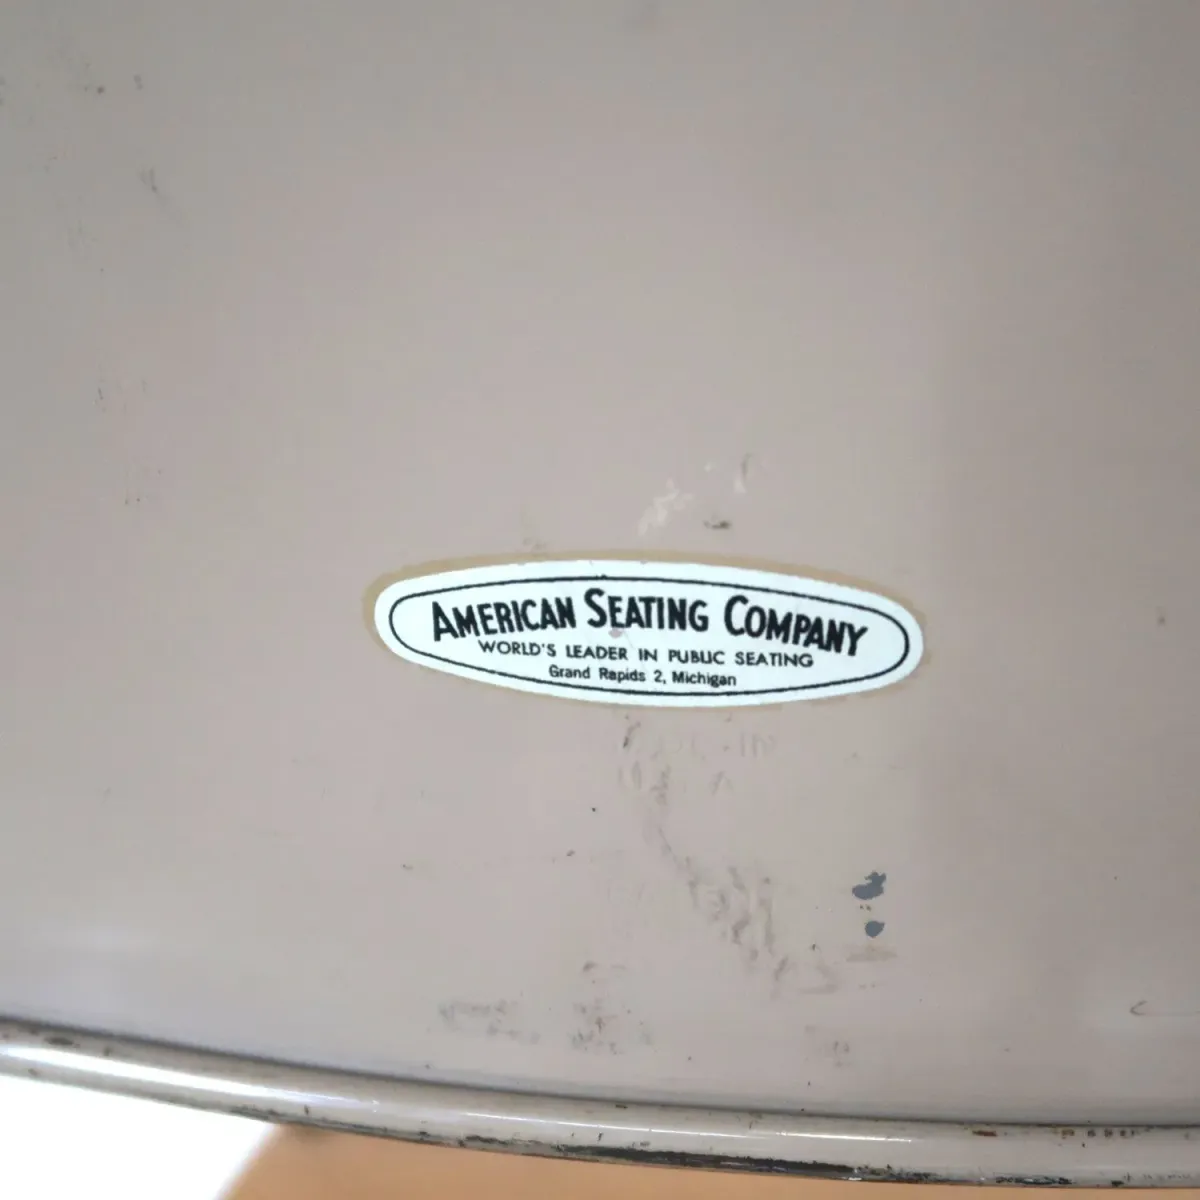 AMERICAN SEATING COMPANY
WORLD'S LEADER IN PUBLIC SEATING
Grand Rapids 2, Michigan